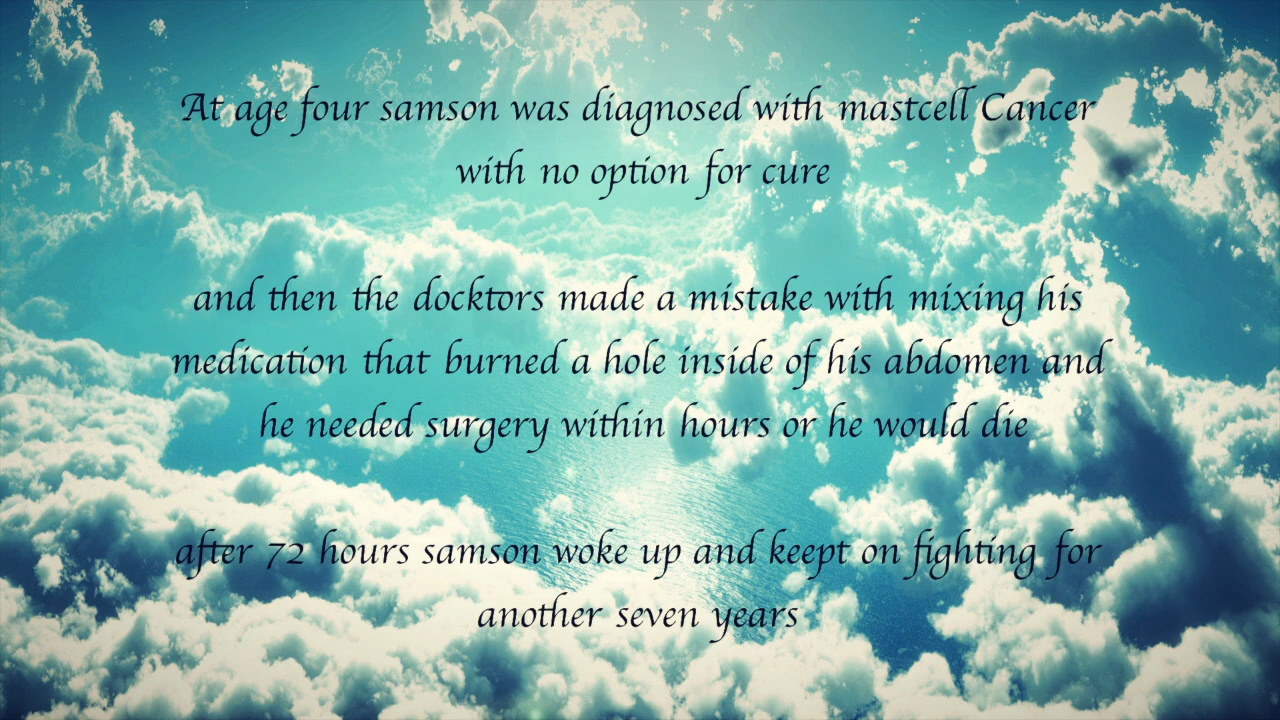 At age four samson was diagnosed with mastcell Cancer
with no option for cure
and then the docktors made a mistake with mixing his
medication that burned a hole inside of his abdomen and
he needed surgery within hours or he would die
after 72 hours samson woke up and keept on fighting for
another seven years